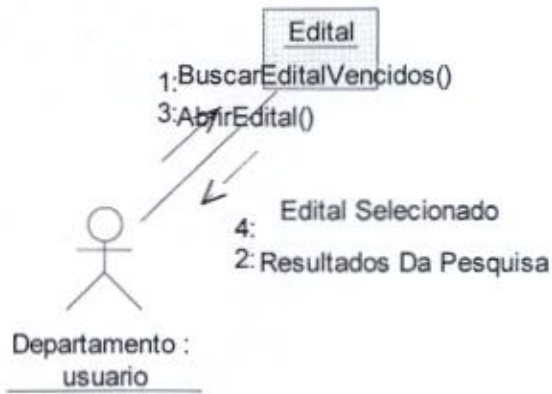 Edital
1:BuscarEditalVencidos()
3:AbrirEdital()
4: Edital Selecionado
2: Resultados Da Pesquisa
Departamento :
usuario